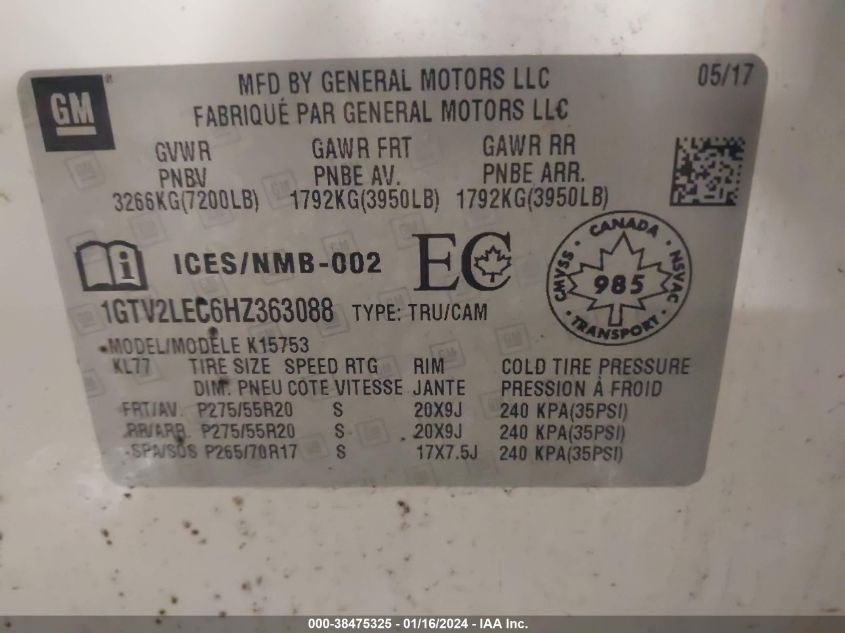 GM
MFD BY GENERAL MOTORS LLC 05/17
FABRIQUÉ PAR GENERAL MOTORS LLC
GVWR GAWR FRT GAWR RR
PNBV PNBE AV. PNBE ARR.
3266KG(7200LB) 1792KG(3950LB) 1792KG(3950LB)
ICES/NMB-002 EC
CANADA
CMVSS 985 NSVAC
TRANSPORT
1GTV2LEC6HZ363088 TYPE: TRU/CAM
MODEL/MODÈLE K15753
KL77 TIRE SIZE SPEED RTG RIM COLD TIRE PRESSURE
DIM. PNEU COTE VITESSE JANTE PRESSION À FROID
FRT/AV. P275/55R20 S 20X9J 240 KPA(35PSI)
RR/ARR P275/55R20 S 20X9J 240 KPA(35PSI)
SPA/SOS P265/70R17 S 17X7.5J 240 KPA(35PSI)
000-38475325 - 01/16/2024 - IAA Inc.